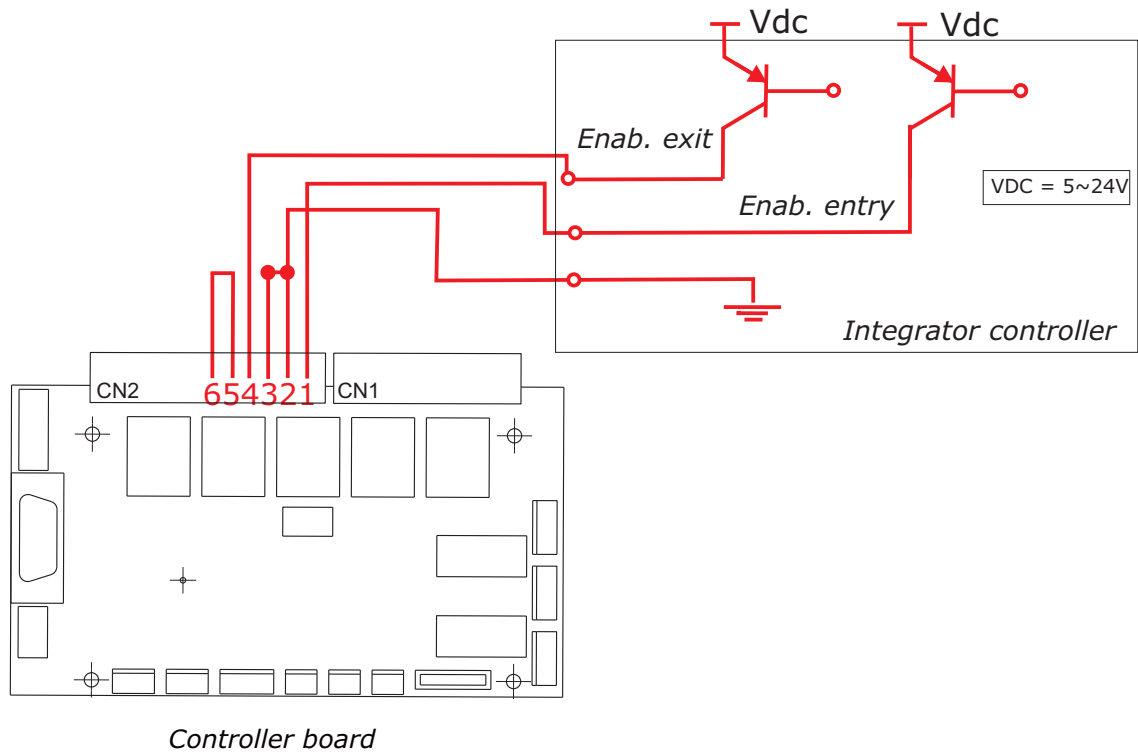 Vdc Vdc
Enab. exit
VDC = 5~24V
Enab. entry
Integrator controller
CN2 654321 CN1
Controller board